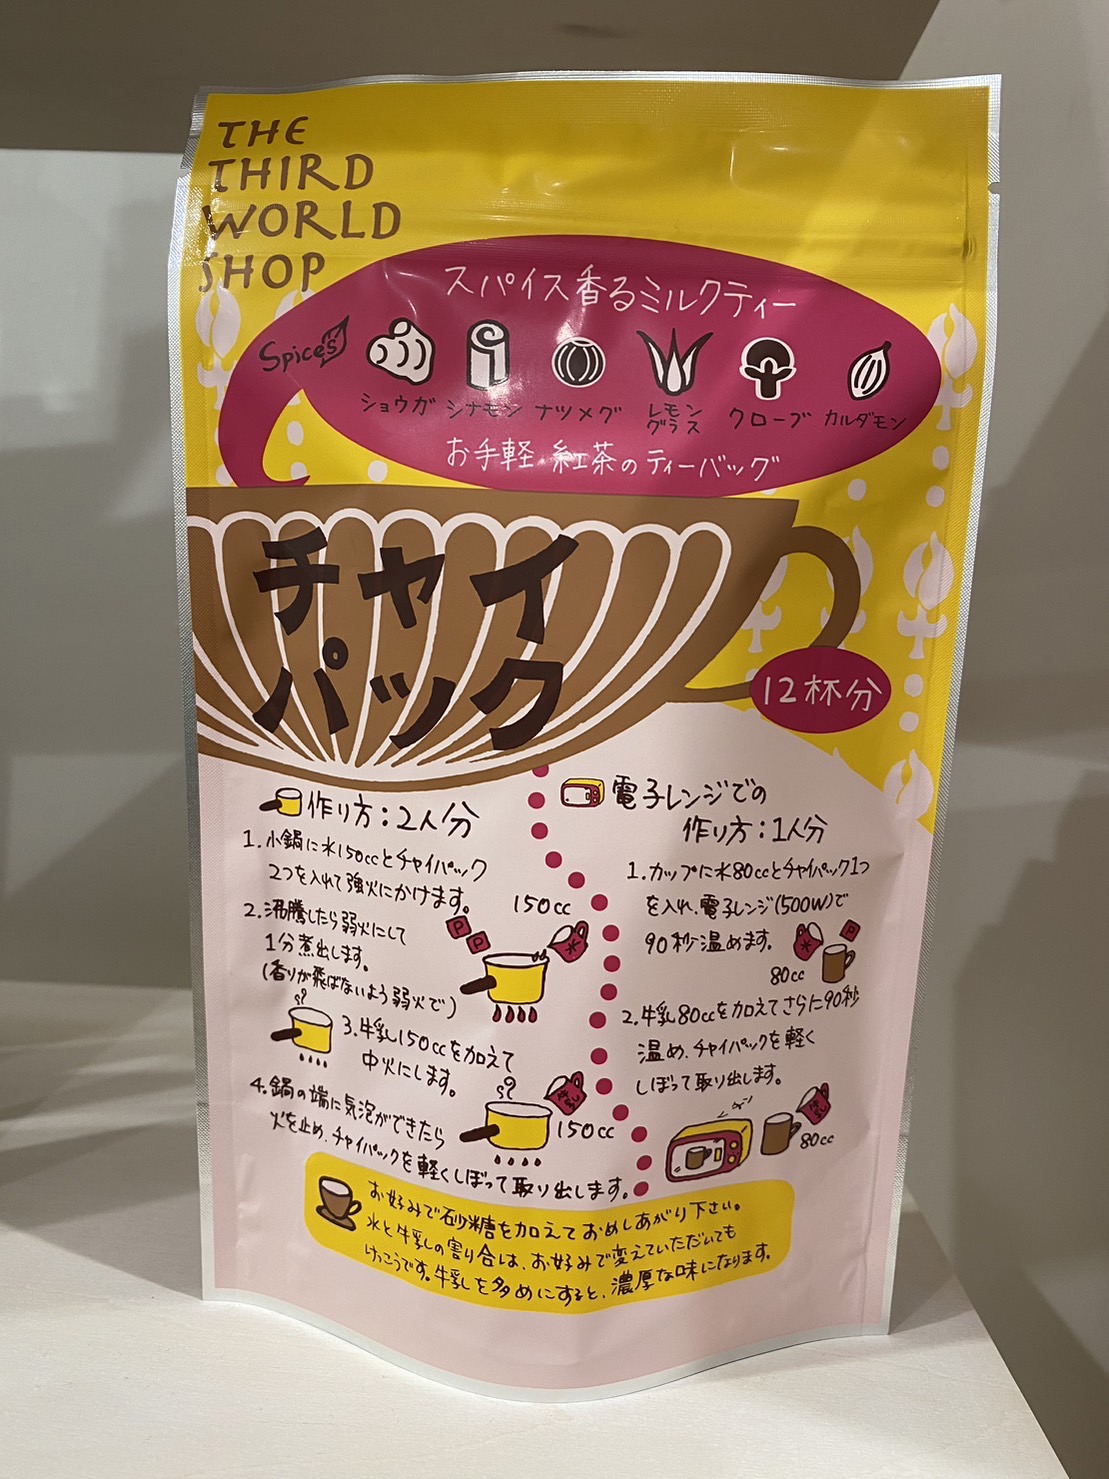 THE
THIRD
WORLD
SHOP
スパイス香るミルクティー
Spices
ショウガ
シナモン
ナツメグ
レモン
グラス
クローブ
カルダモン
お手軽 紅茶のティーバッグ
チャイ
パック
12杯分
作り方:2人分
1.小鍋に水150ccとチャイパック
2つを入れて強火にかけます。
2.沸騰したら弱火にして
1分煮出します。
(香りが飛ばないよう弱火で)
150cc
P
P
水
3.牛乳150ccを加えて
中火にします。
4.鍋の端に気泡ができたら
火を止め、チャイパックを軽くしぼって取り出します。
150cc
電子レンジでの
作り方:1人分
1.カップに水80ccとチャイパック1つ
を入れ、電子レンジ(500W)で
90秒温めます。
水
P
80cc
2.牛乳80ccを加えてさらに90秒
温め、チャイパックを軽く
しぼって取り出します。
80cc
お好みで砂糖を加えておめしあがり下さい。
水と牛乳の割り合は、お好みで変えていただいても
けっこうです。牛乳を多めにすると、濃厚な味になります。